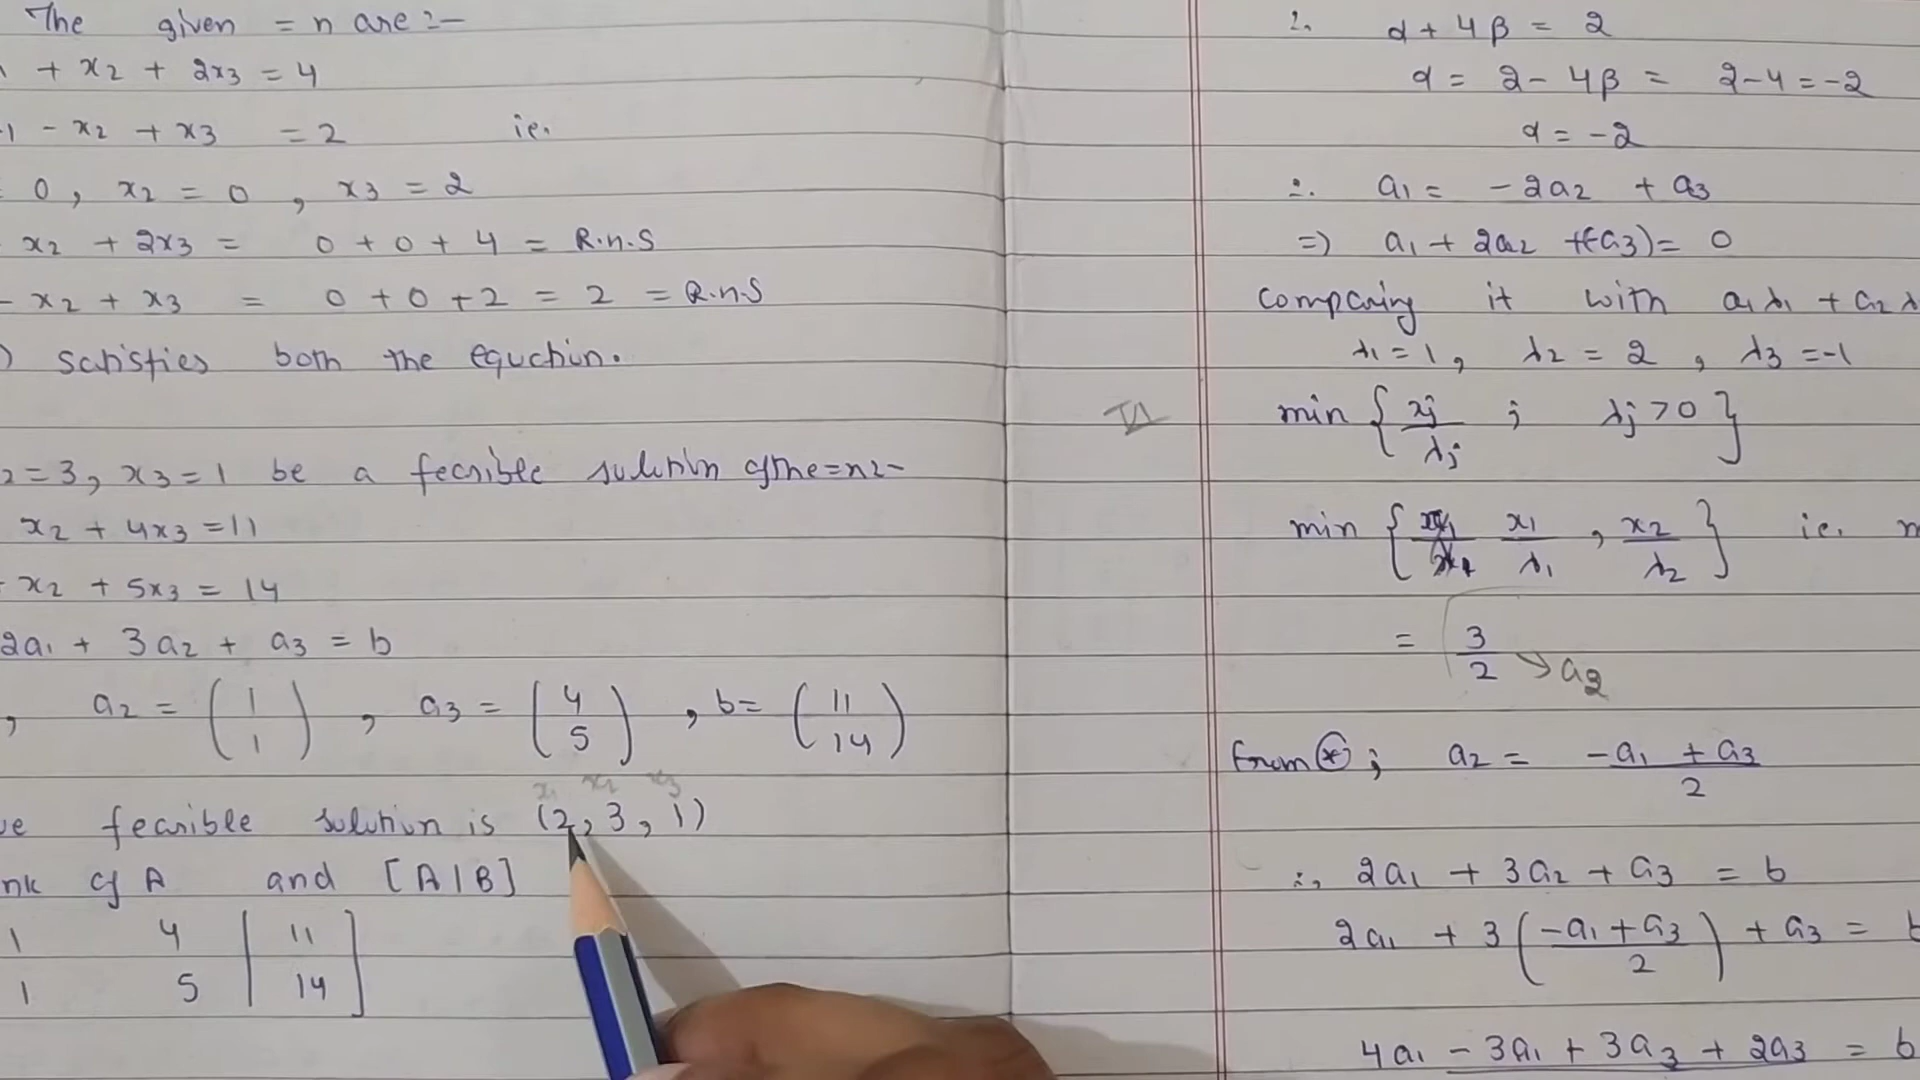 The given = n are :-
+ x2 + 2x3 = 4
1 - x2 + x3 = 2 ie.
0, x2 = 0, x3 = 2
x2 + 2x3 = 0 + 0 + 4 = R.n.S
- x2 + x3 = 0 + 0 + 2 = 2 = R.n.S
) satisfies both the equation.
2 = 3, x3 = 1 be a feasible solution of the = n :-
x2 + 4x3 = 11
x2 + 5x3 = 14
2a1 + 3a2 + a3 = b
, a2 = (1 1), a3 = (4 5), b = (11 14)
x1 x2 x3
ve feasible solution is (2, 3, 1)
nk of A and [A|B]
1 4 | 11
1 5 | 14 ]
∴ α + 4β = 2
α = 2 - 4β = 2 - 4 = -2
α = -2
∴ a1 = -2a2 + a3
=) a1 + 2a2 + (-a3) = 0
comparing it with a1λ1 + a2λ
λ1 = 1, λ2 = 2, λ3 = -1
min { xj/λj ; λj > 0 }
min { x1/λ1, x2/λ2 } ie. m
= 3/2 → a2
from (*) ; a2 = -a1 + a3 / 2
∴ 2a1 + 3a2 + a3 = b
2a1 + 3 ( -a1 + a3 / 2 ) + a3 = b
4a1 - 3a1 + 3a3 + 2a3 = b